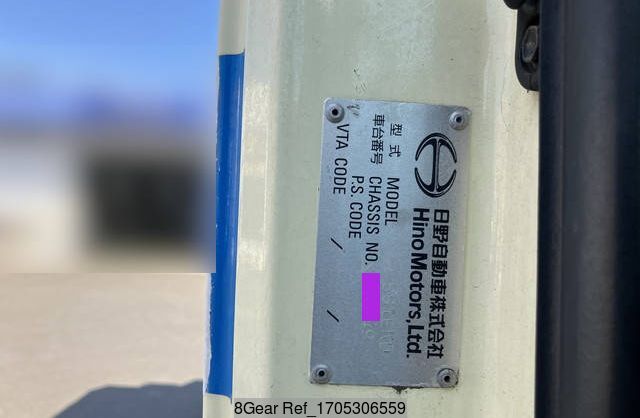 日野自動車株式会社
Hino Motors, Ltd.
型式 MODEL
車台番号 CHASSIS NO.
P.S. CODE /
VTA CODE /
8Gear Ref_1705306559